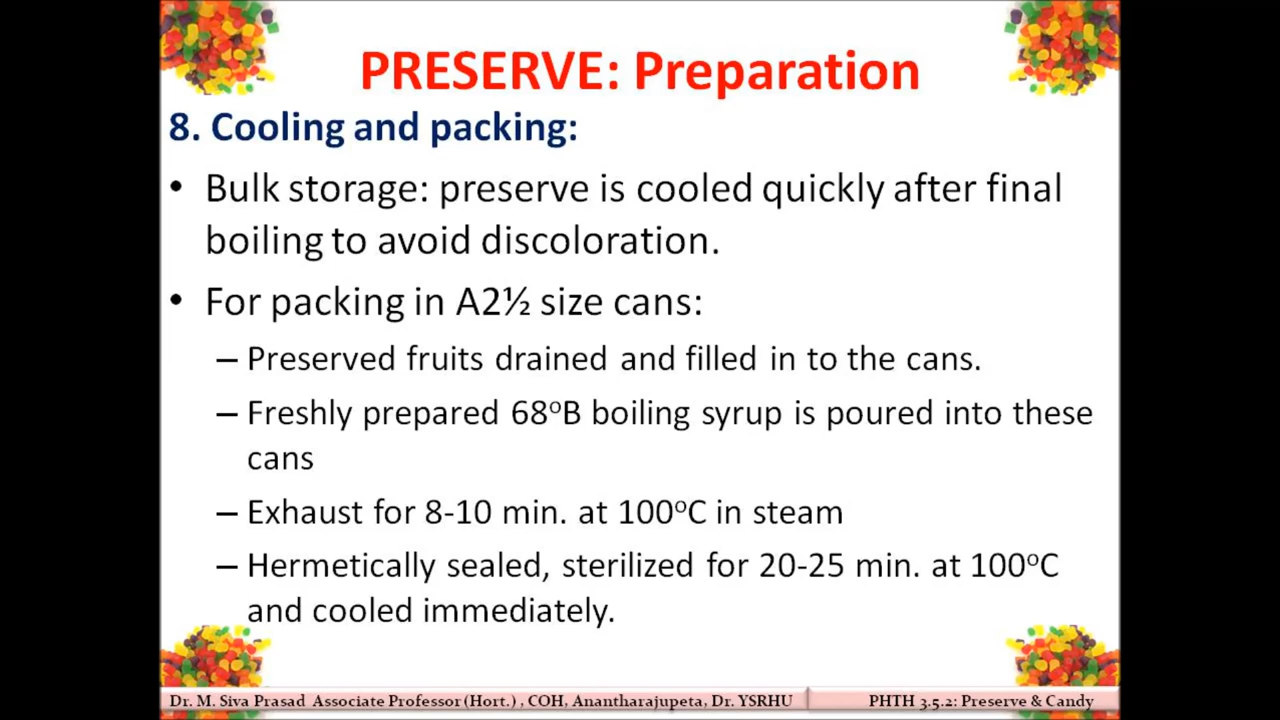 PRESERVE: Preparation
8. Cooling and packing:
• Bulk storage: preserve is cooled quickly after final
boiling to avoid discoloration.
• For packing in A2½ size cans:
– Preserved fruits drained and filled in to the cans.
– Freshly prepared 68ºB boiling syrup is poured into these
cans
– Exhaust for 8-10 min. at 100ºC in steam
– Hermetically sealed, sterilized for 20-25 min. at 100ºC
and cooled immediately.
Dr. M. Siva Prasad Associate Professor (Hort.) , COH, Anantharajupeta, Dr. YSRHU
PHTH 3.5.2: Preserve & Candy